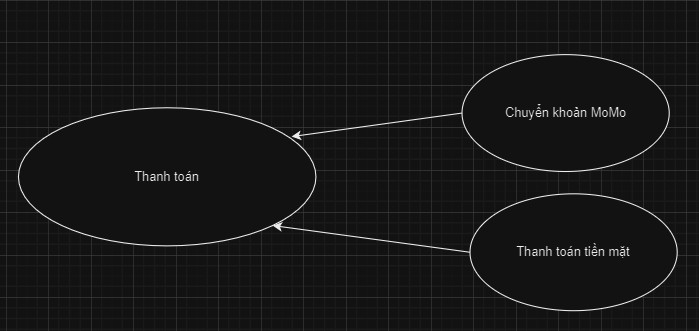 Chuyển khoản MoMo
Thanh toán
Thanh toán tiền mặt